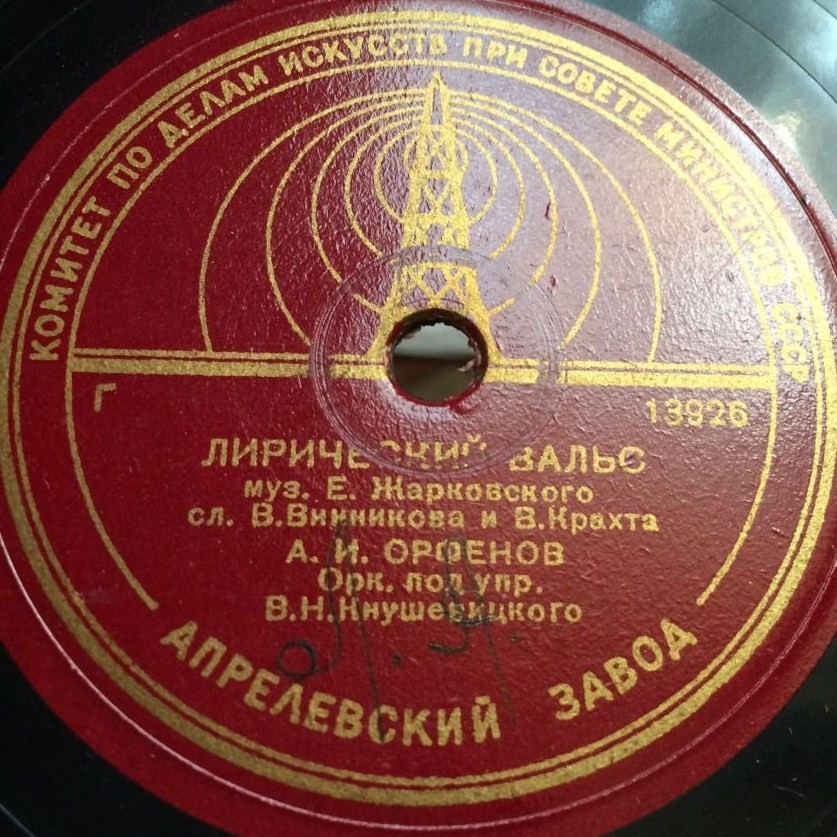 КОМИТЕТ ПО ДЕЛАМ ИСКУССТВ ПРИ СОВЕТЕ МИНИСТРОВ СССР
Г 13926
ЛИРИЧЕСКИЙ ВАЛЬС
муз. Е. Жарковского
сл. В.Винникова и В.Крахта
А. И. ОРФЕНОВ
Орк. под упр.
В.Н.Кнушевицкого
АПРЕЛЕВСКИЙ ЗАВОД